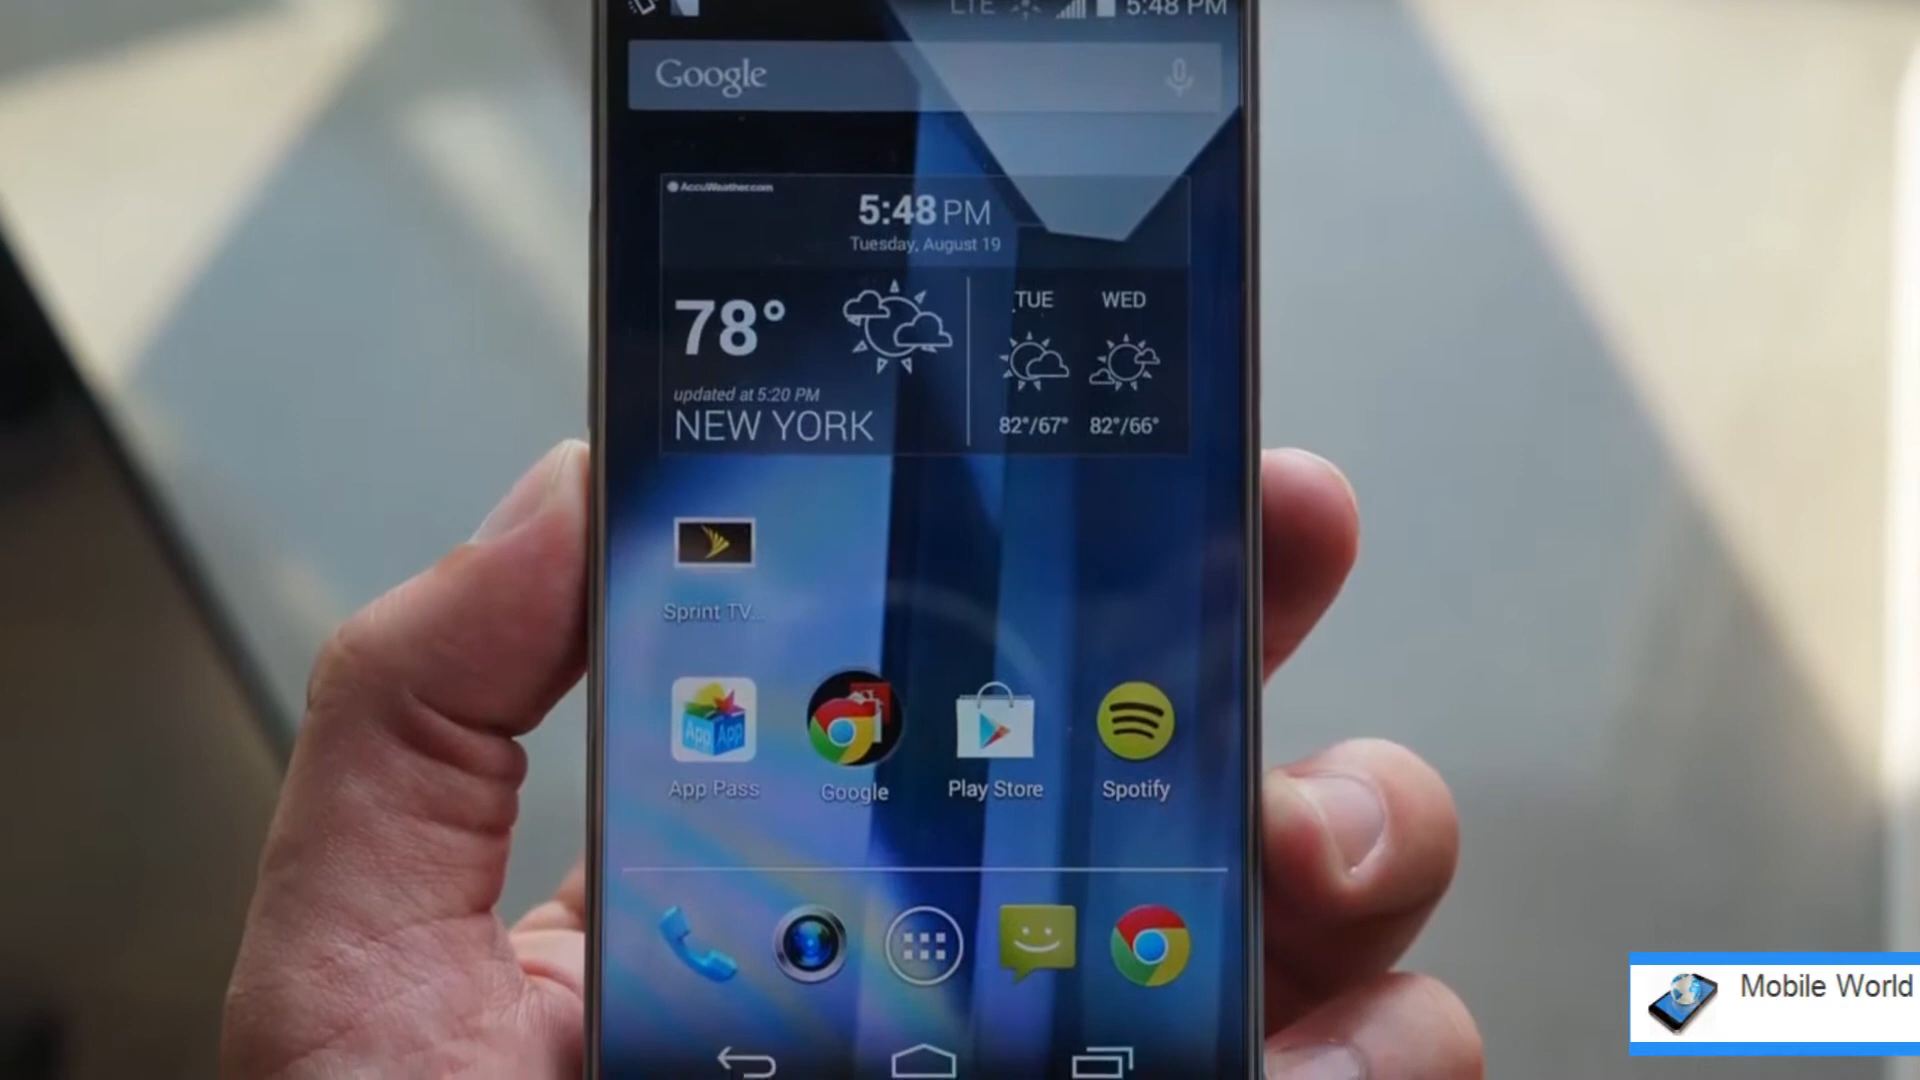 LTE 5:48 PM
Google
AccuWeather.com
5:48 PM
Tuesday, August 19
78°
TUE WED
updated at 5:20 PM
NEW YORK
82°/67° 82°/66°
Sprint TV...
App App
App Pass Google Play Store Spotify
Mobile World